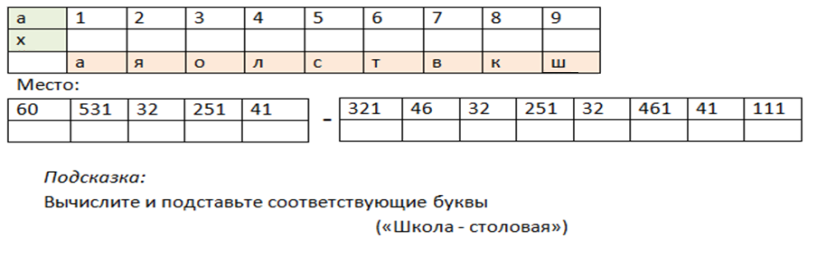 а 1 2 3 4 5 6 7 8 9
х
а я о л с т в к ш
Место:
60 531 32 251 41 - 321 46 32 251 32 461 41 111
Подсказка:
Вычислите и подставьте соответствующие буквы
(«Школа - столовая»)